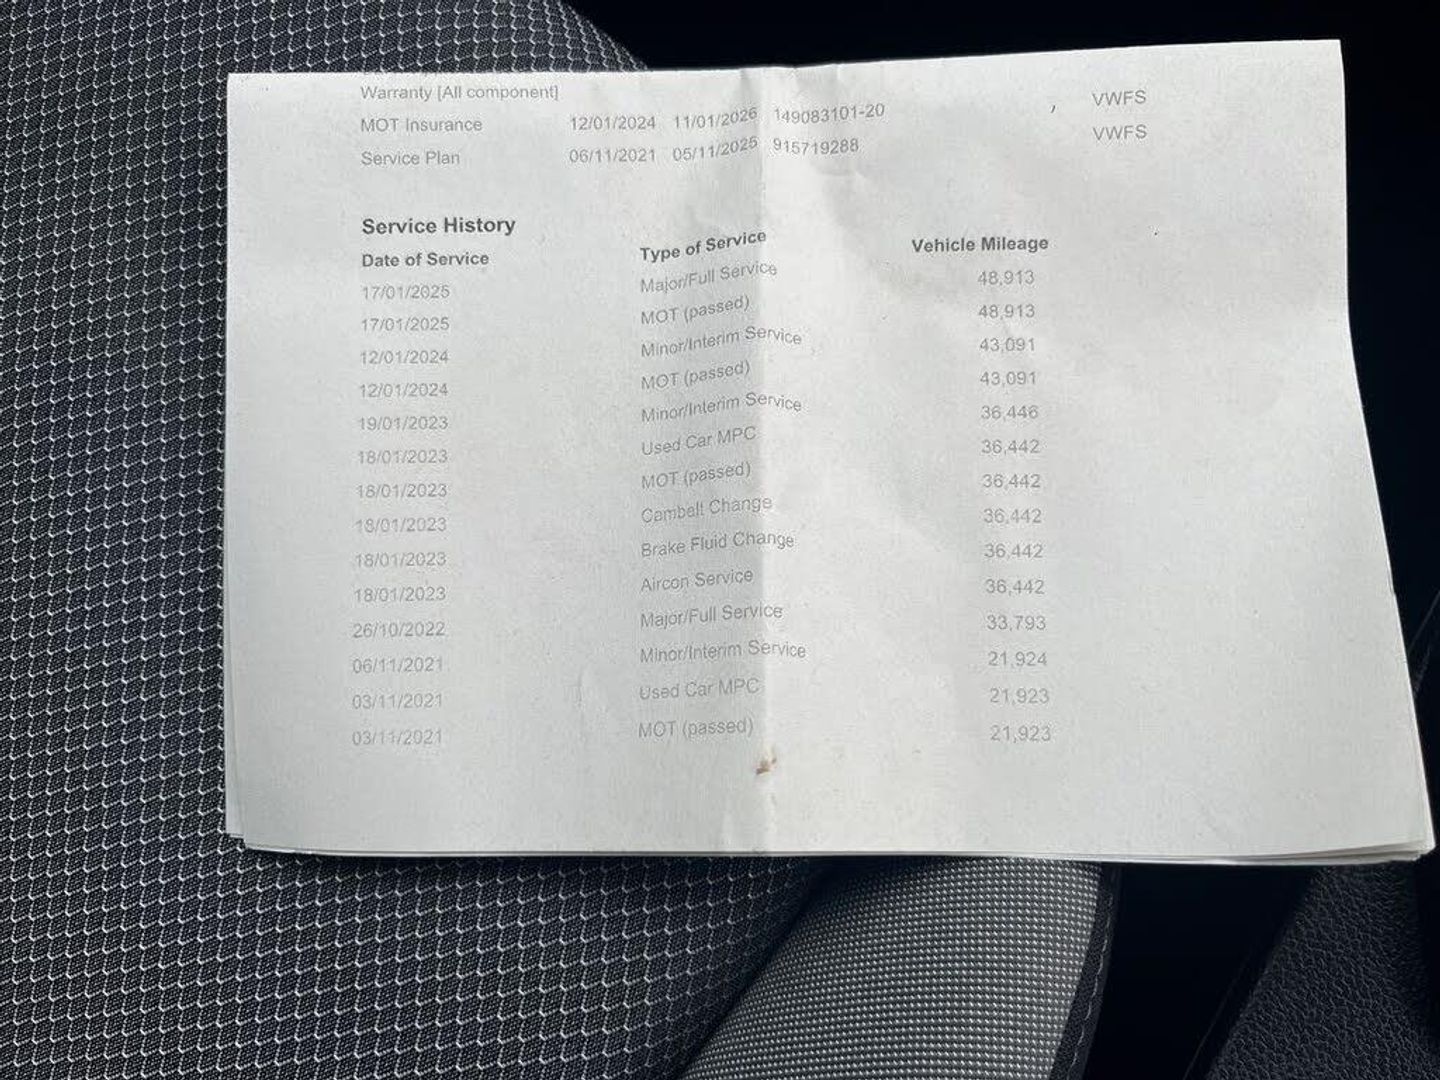 Warranty [All component]
MOT Insurance 12/01/2024 11/01/2026 149083101-20 , VWFS
Service Plan 06/11/2021 05/11/2025 915719288 VWFS
Service History
Date of Service Type of Service Vehicle Mileage
17/01/2025 Major/Full Service 48,913
17/01/2025 MOT (passed) 48,913
12/01/2024 Minor/Interim Service 43,091
12/01/2024 MOT (passed) 43,091
19/01/2023 Minor/Interim Service 36,446
18/01/2023 Used Car MPC 36,442
18/01/2023 MOT (passed) 36,442
18/01/2023 Cambelt Change 36,442
18/01/2023 Brake Fluid Change 36,442
18/01/2023 Aircon Service 36,442
26/10/2022 Major/Full Service 33,793
06/11/2021 Minor/Interim Service 21,924
03/11/2021 Used Car MPC 21,923
03/11/2021 MOT (passed) 21,923